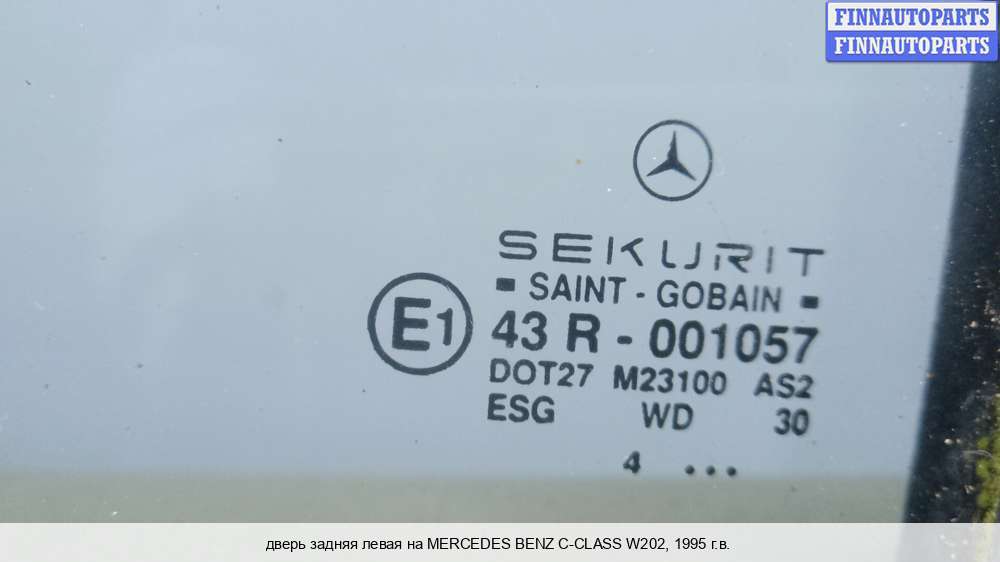 FINNAUTOPARTS
FINNAUTOPARTS
SEKURIT
▪ SAINT - GOBAIN ▪
E1 43 R - 001057
DOT27 M23100 AS2
ESG WD 30
4 •••
дверь задняя левая на MERCEDES BENZ C-CLASS W202, 1995 г.в.